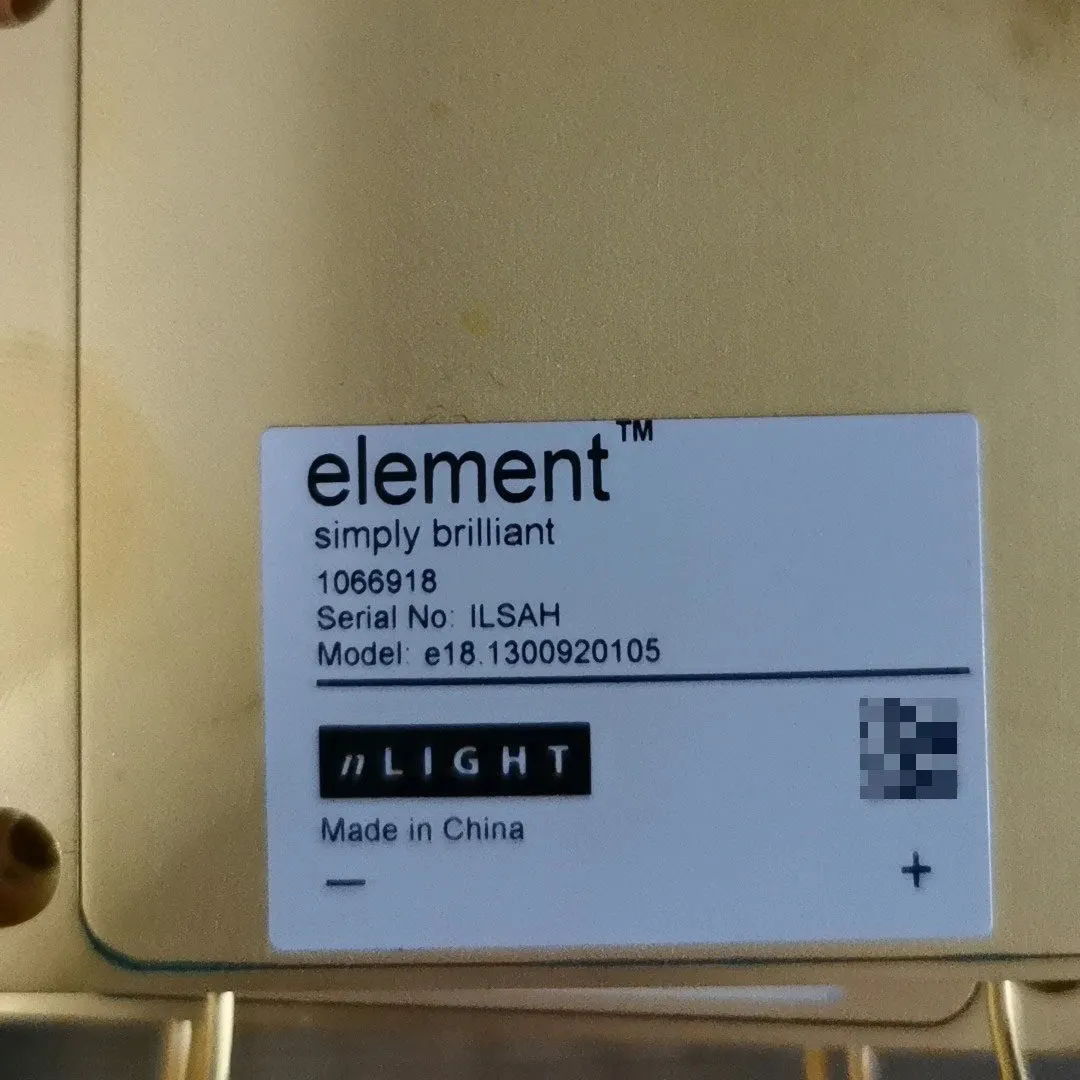 element™
simply brilliant
1066918
Serial No: ILSAH
Model: e18.1300920105
nLIGHT
Made in China
— +